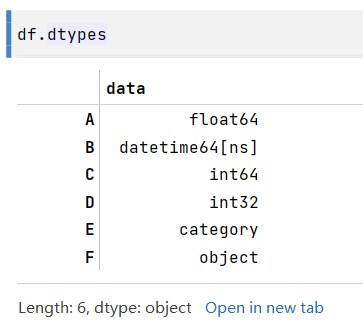 df.dtypes
data
A float64
B datetime64[ns]
C int64
D int32
E category
F object
Length: 6, dtype: object Open in new tab